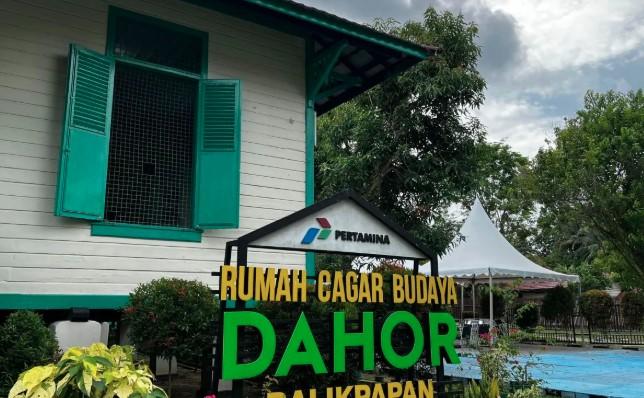 PERTAMINA
RUMAH CAGAR BUDAYA
DAHOR
BALIKPAPAN